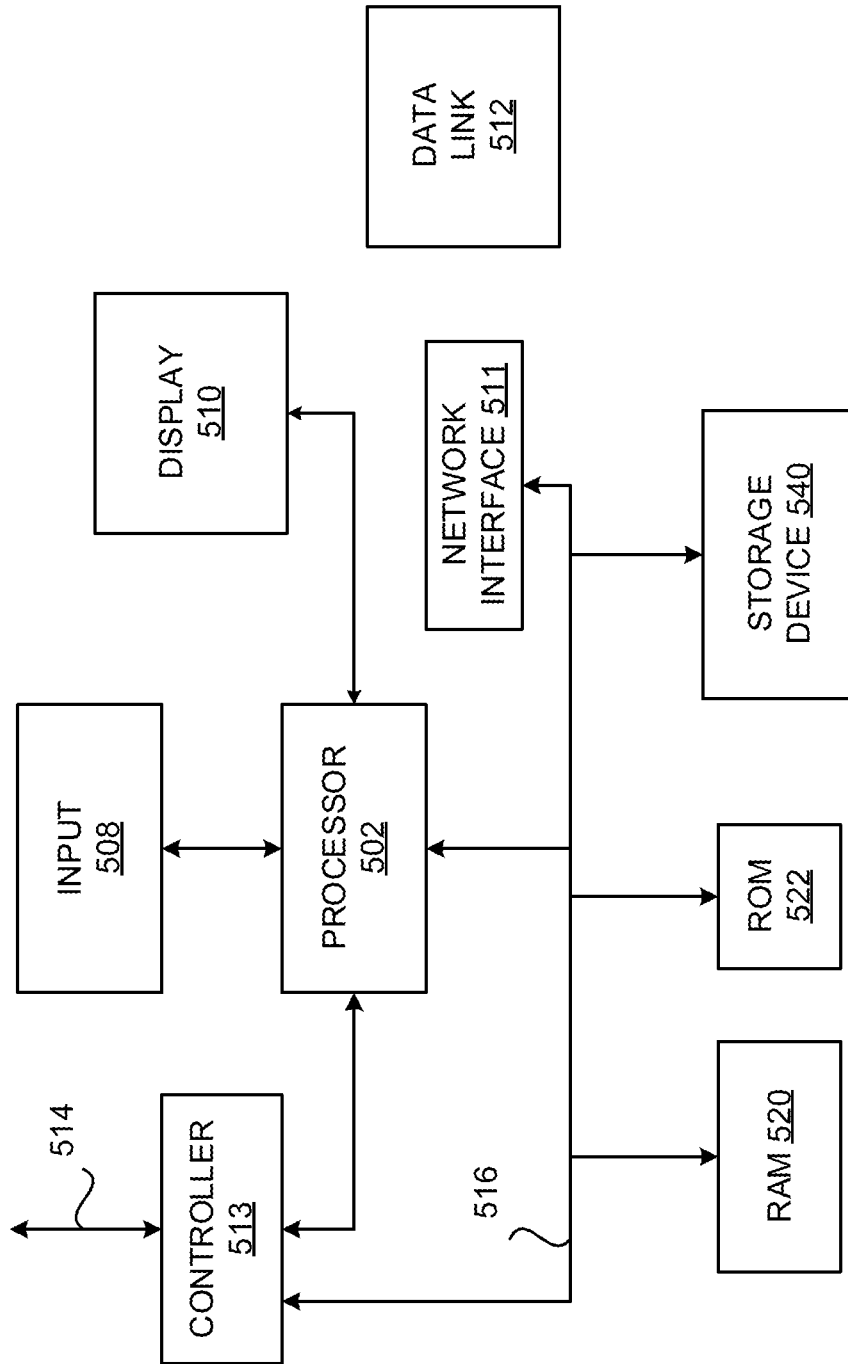 INPUT
508
DISPLAY
510
DATA
LINK
512
514
CONTROLLER
513
PROCESSOR
502
NETWORK
INTERFACE 511
516
RAM 520
ROM
522
STORAGE
DEVICE 540